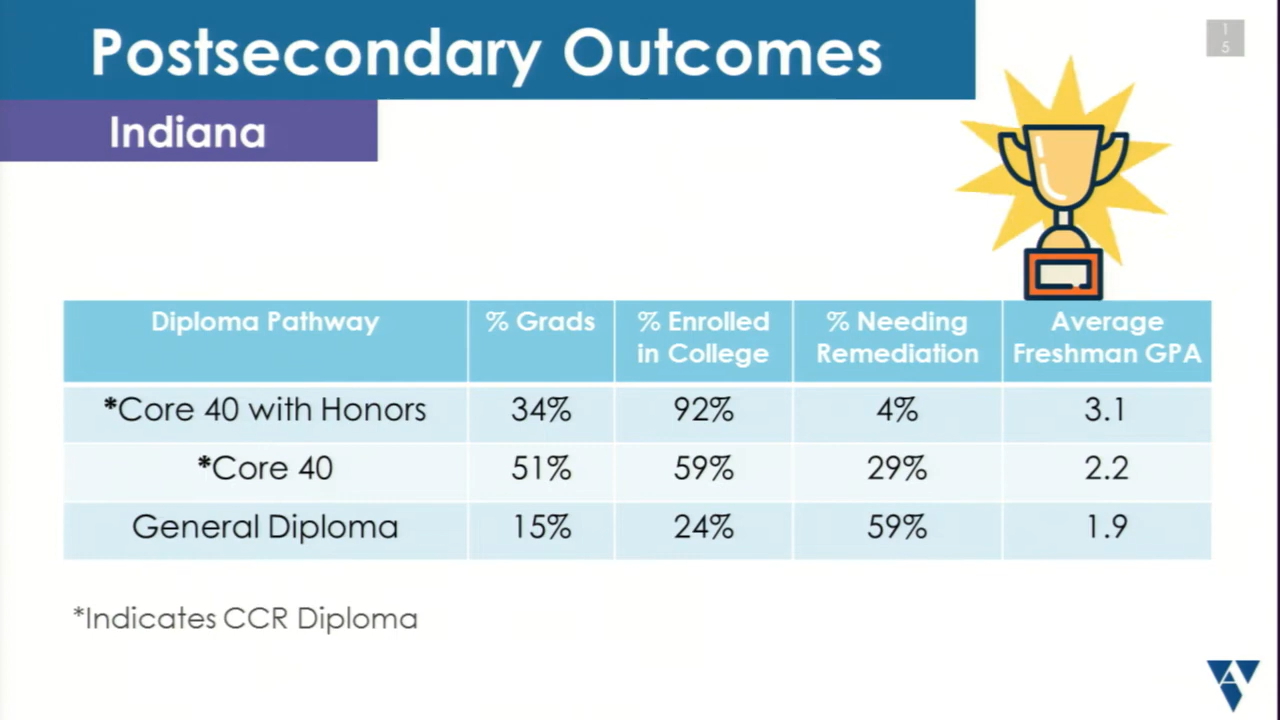 Postsecondary Outcomes
1
5
Indiana
Diploma Pathway % Grads % Enrolled in College % Needing Remediation Average Freshman GPA
*Core 40 with Honors 34% 92% 4% 3.1
*Core 40 51% 59% 29% 2.2
General Diploma 15% 24% 59% 1.9
*Indicates CCR Diploma
A